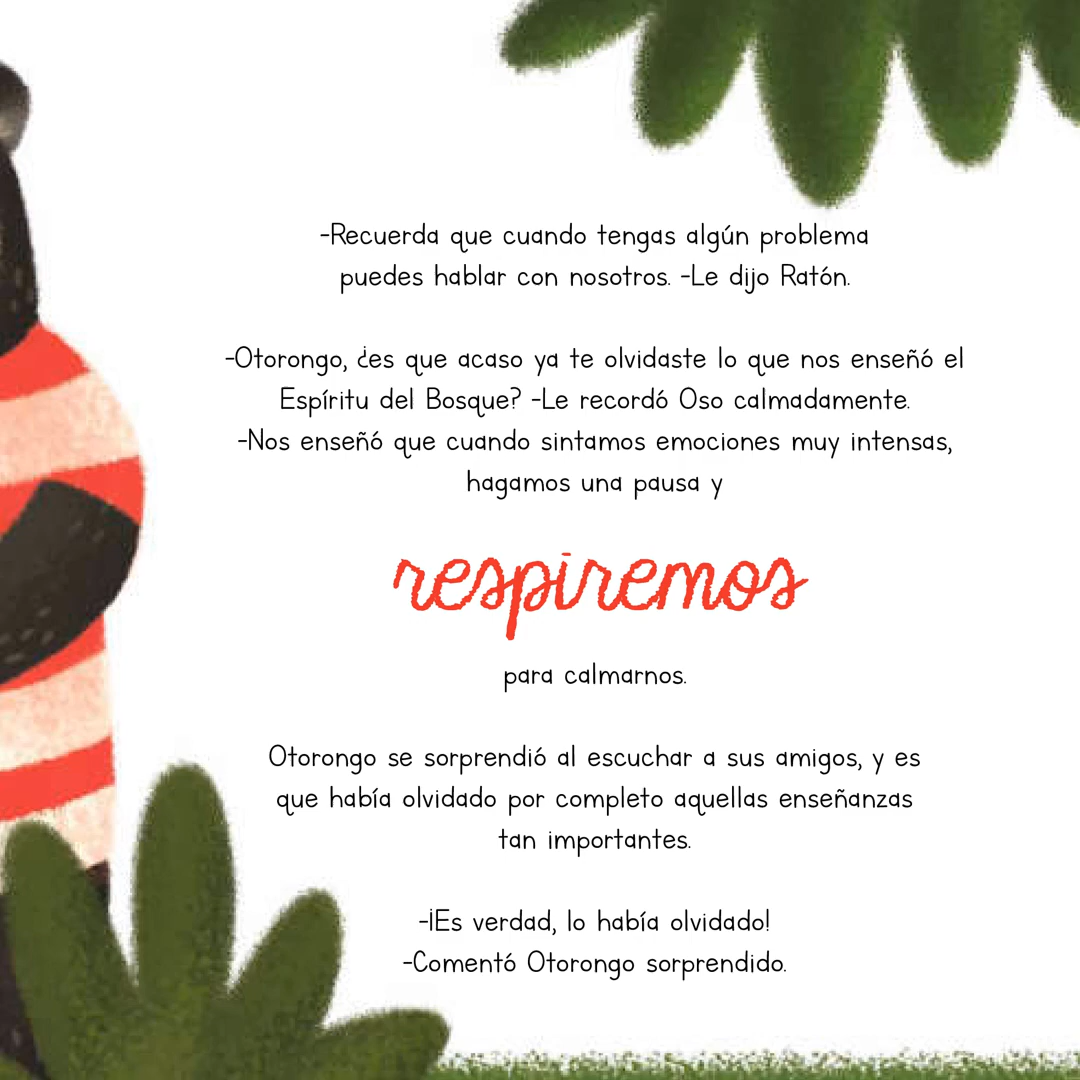 -Recuerda que cuando tengas algún problema
puedes hablar con nosotros. -Le dijo Ratón.
-Otorongo, ¿es que acaso ya te olvidaste lo que nos enseñó el
Espíritu del Bosque? -Le recordó Oso calmadamente.
-Nos enseñó que cuando sintamos emociones muy intensas,
hagamos una pausa y
respiremos
para calmarnos.
Otorongo se sorprendió al escuchar a sus amigos, y es
que había olvidado por completo aquellas enseñanzas
tan importantes.
-¡Es verdad, lo había olvidado!
-Comentó Otorongo sorprendido.